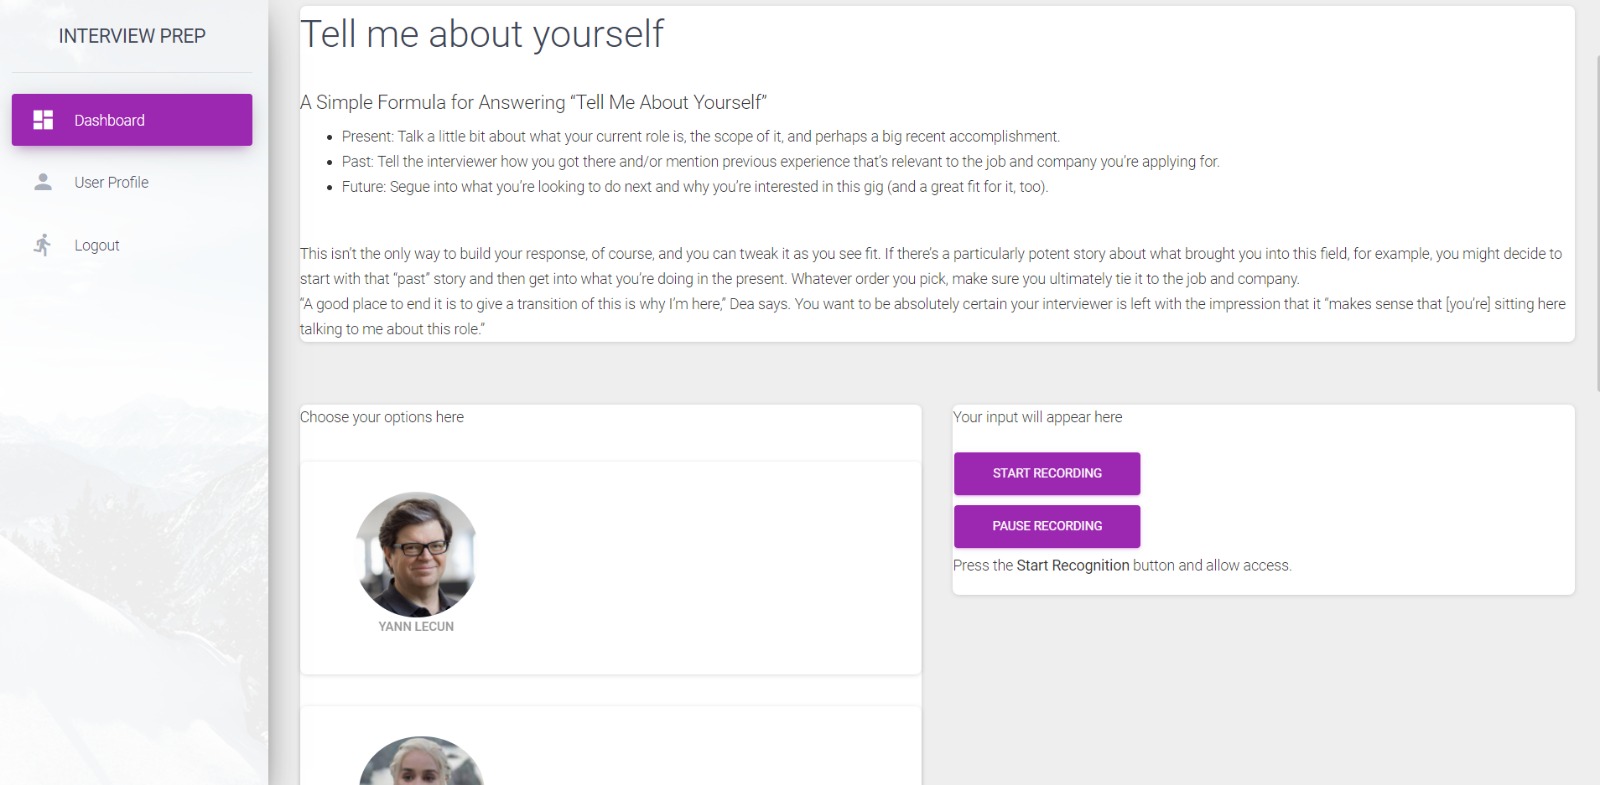 INTERVIEW PREP
Dashboard
User Profile
Logout
Tell me about yourself
A Simple Formula for Answering “Tell Me About Yourself”
Present: Talk a little bit about what your current role is, the scope of it, and perhaps a big recent accomplishment.
Past: Tell the interviewer how you got there and/or mention previous experience that’s relevant to the job and company you’re applying for.
Future: Segue into what you’re looking to do next and why you’re interested in this gig (and a great fit for it, too).
This isn’t the only way to build your response, of course, and you can tweak it as you see fit. If there’s a particularly potent story about what brought you into this field, for example, you might decide to
start with that “past” story and then get into what you’re doing in the present. Whatever order you pick, make sure you ultimately tie it to the job and company.
“A good place to end it is to give a transition of this is why I’m here,” Dea says. You want to be absolutely certain your interviewer is left with the impression that it “makes sense that [you’re] sitting here
talking to me about this role.”
Choose your options here
YANN LECUN
Your input will appear here
START RECORDING
PAUSE RECORDING
Press the Start Recognition button and allow access.